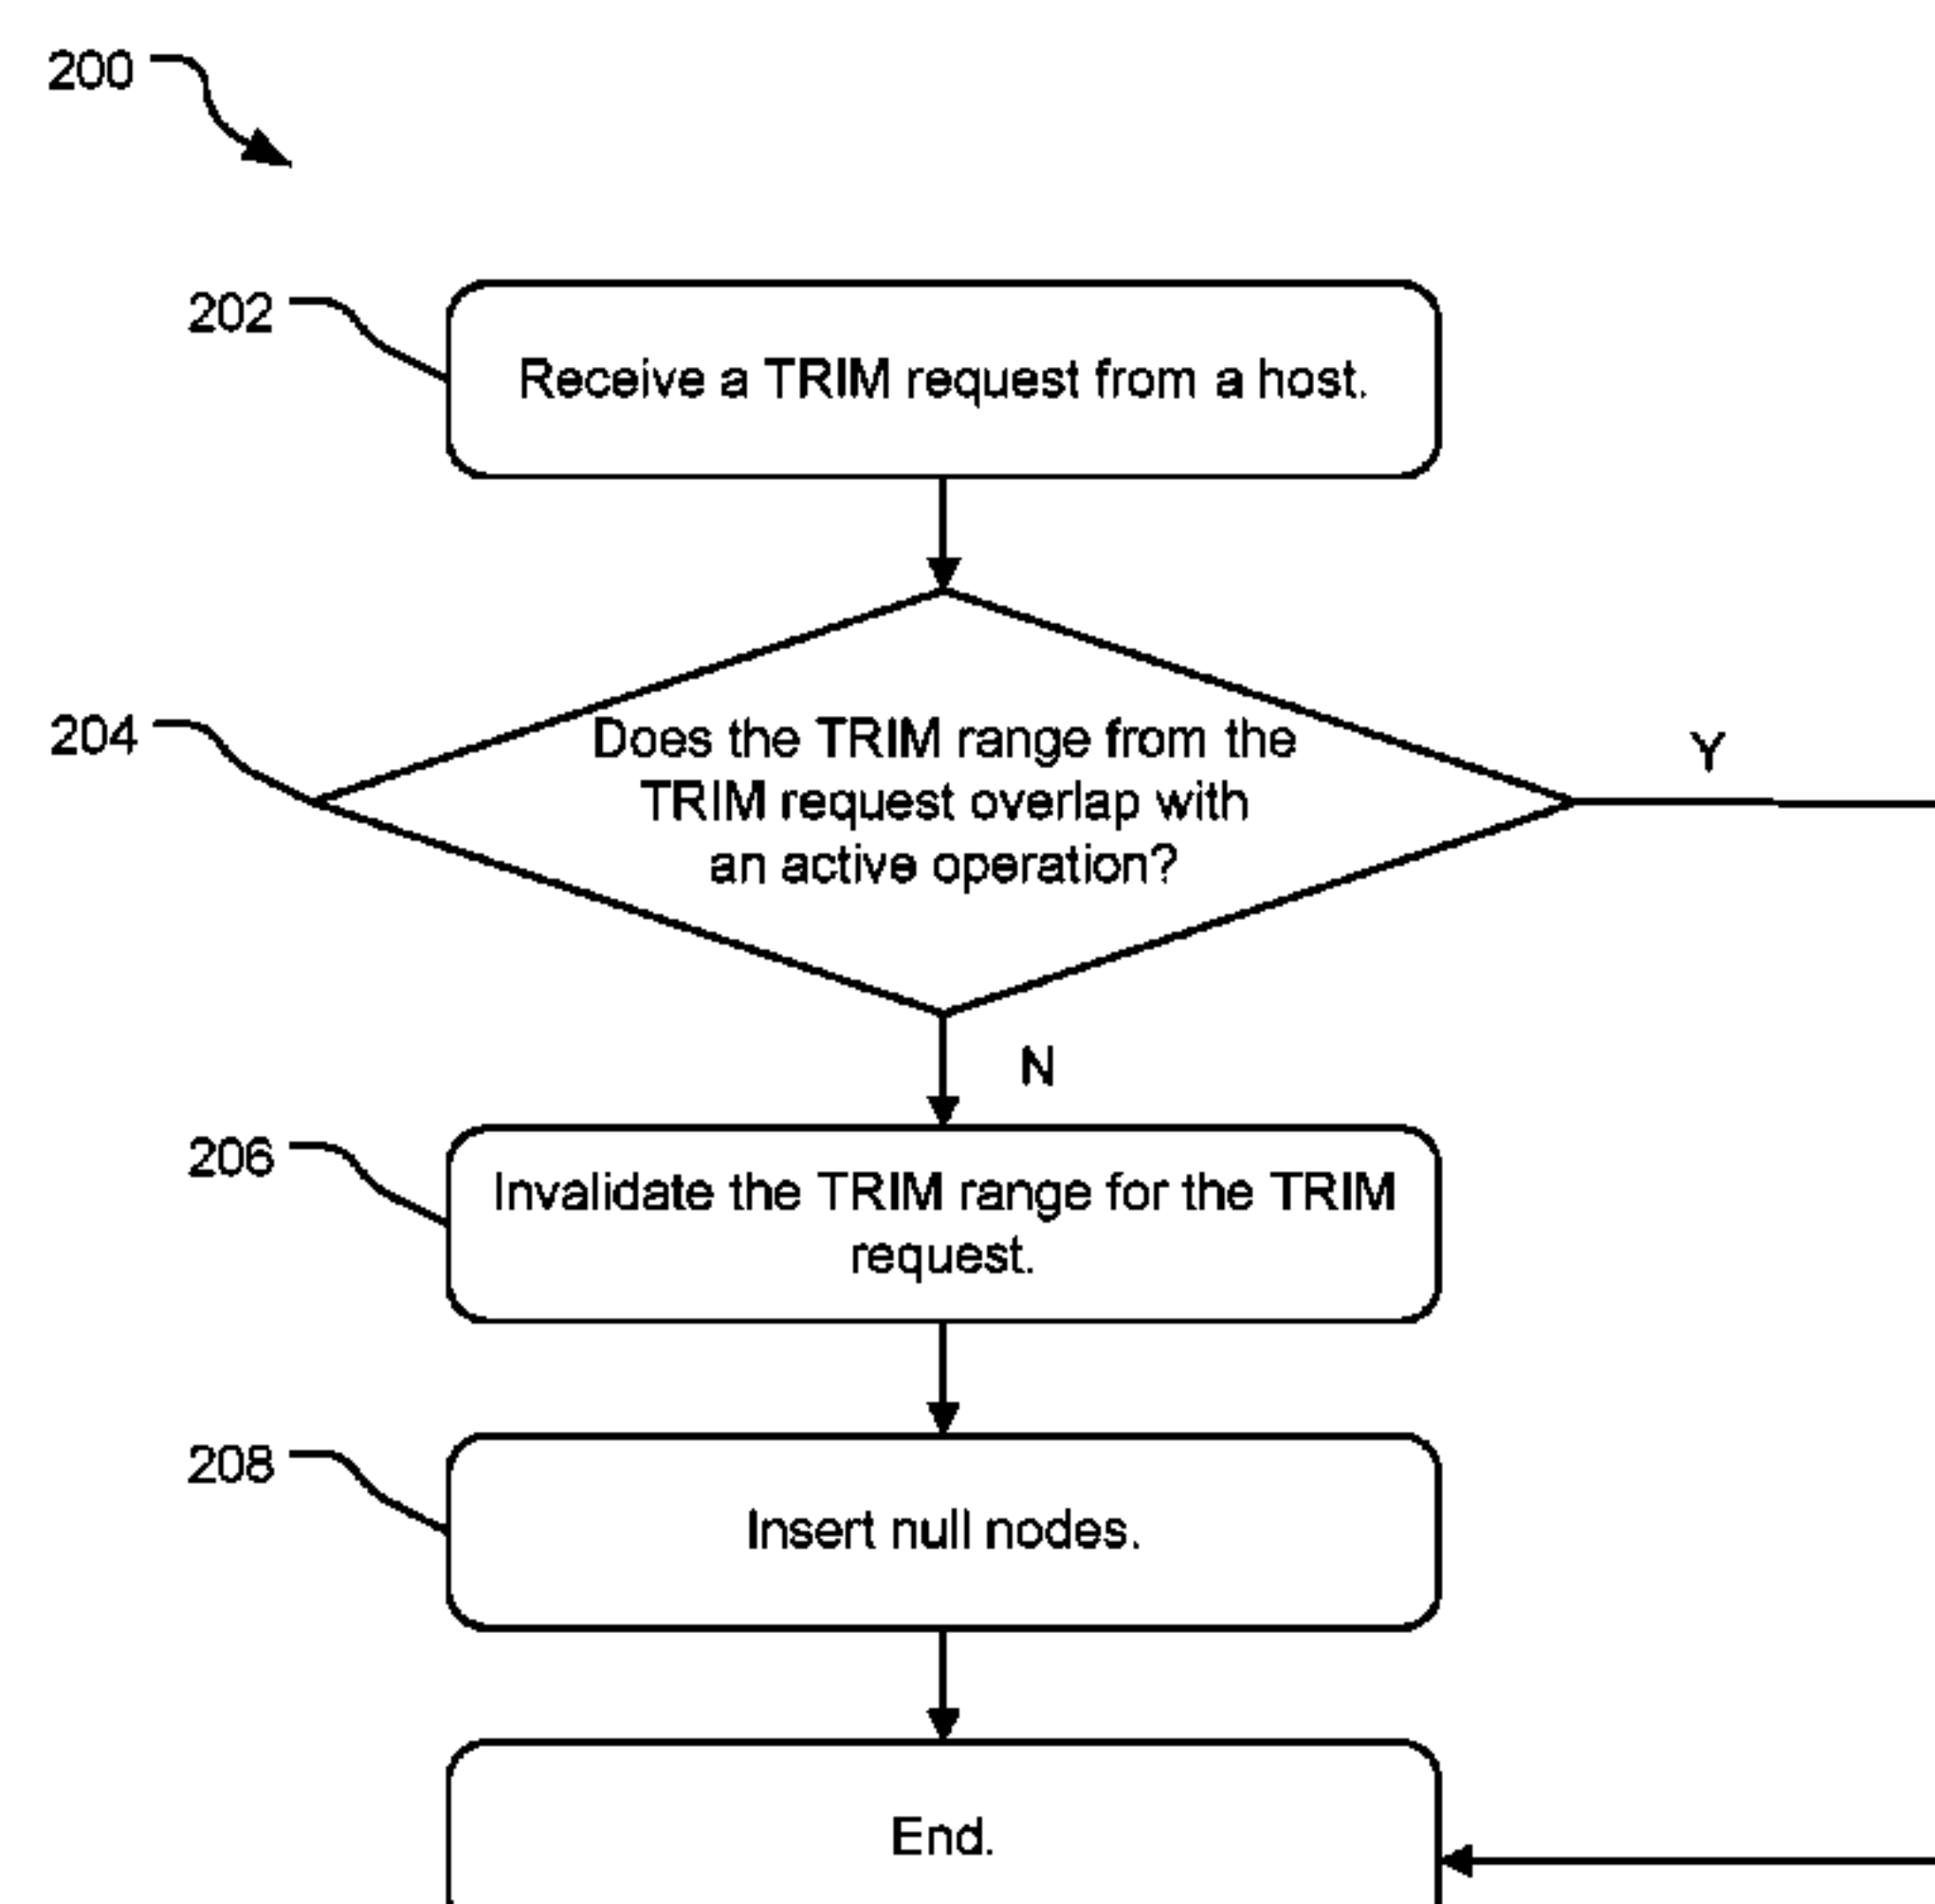 200
202
Receive a TRIM request from a host.
204
Does the TRIM range from the
TRIM request overlap with
an active operation?
Y
N
206
Invalidate the TRIM range for the TRIM
request.
208
Insert null nodes.
End.